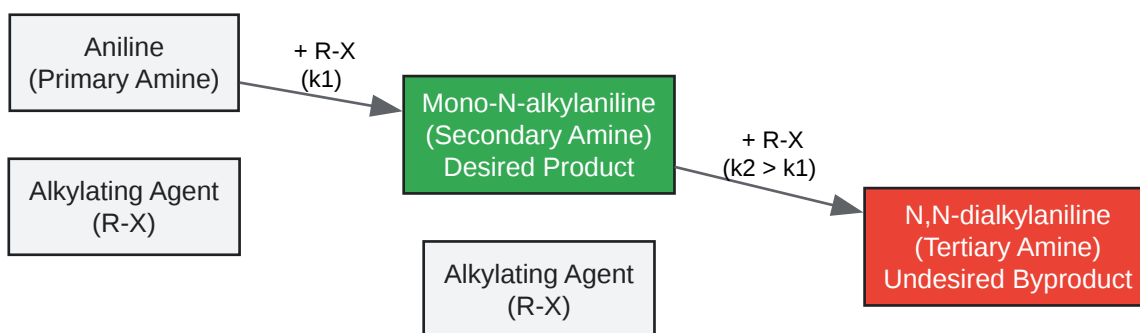 Aniline
(Primary Amine)
+ R-X
(k1)
Mono-N-alkylaniline
(Secondary Amine)
Desired Product
+ R-X
(k2 > k1)
Alkylating Agent
(R-X)
N,N-dialkylaniline
(Tertiary Amine)
Undesired Byproduct
Alkylating Agent
(R-X)